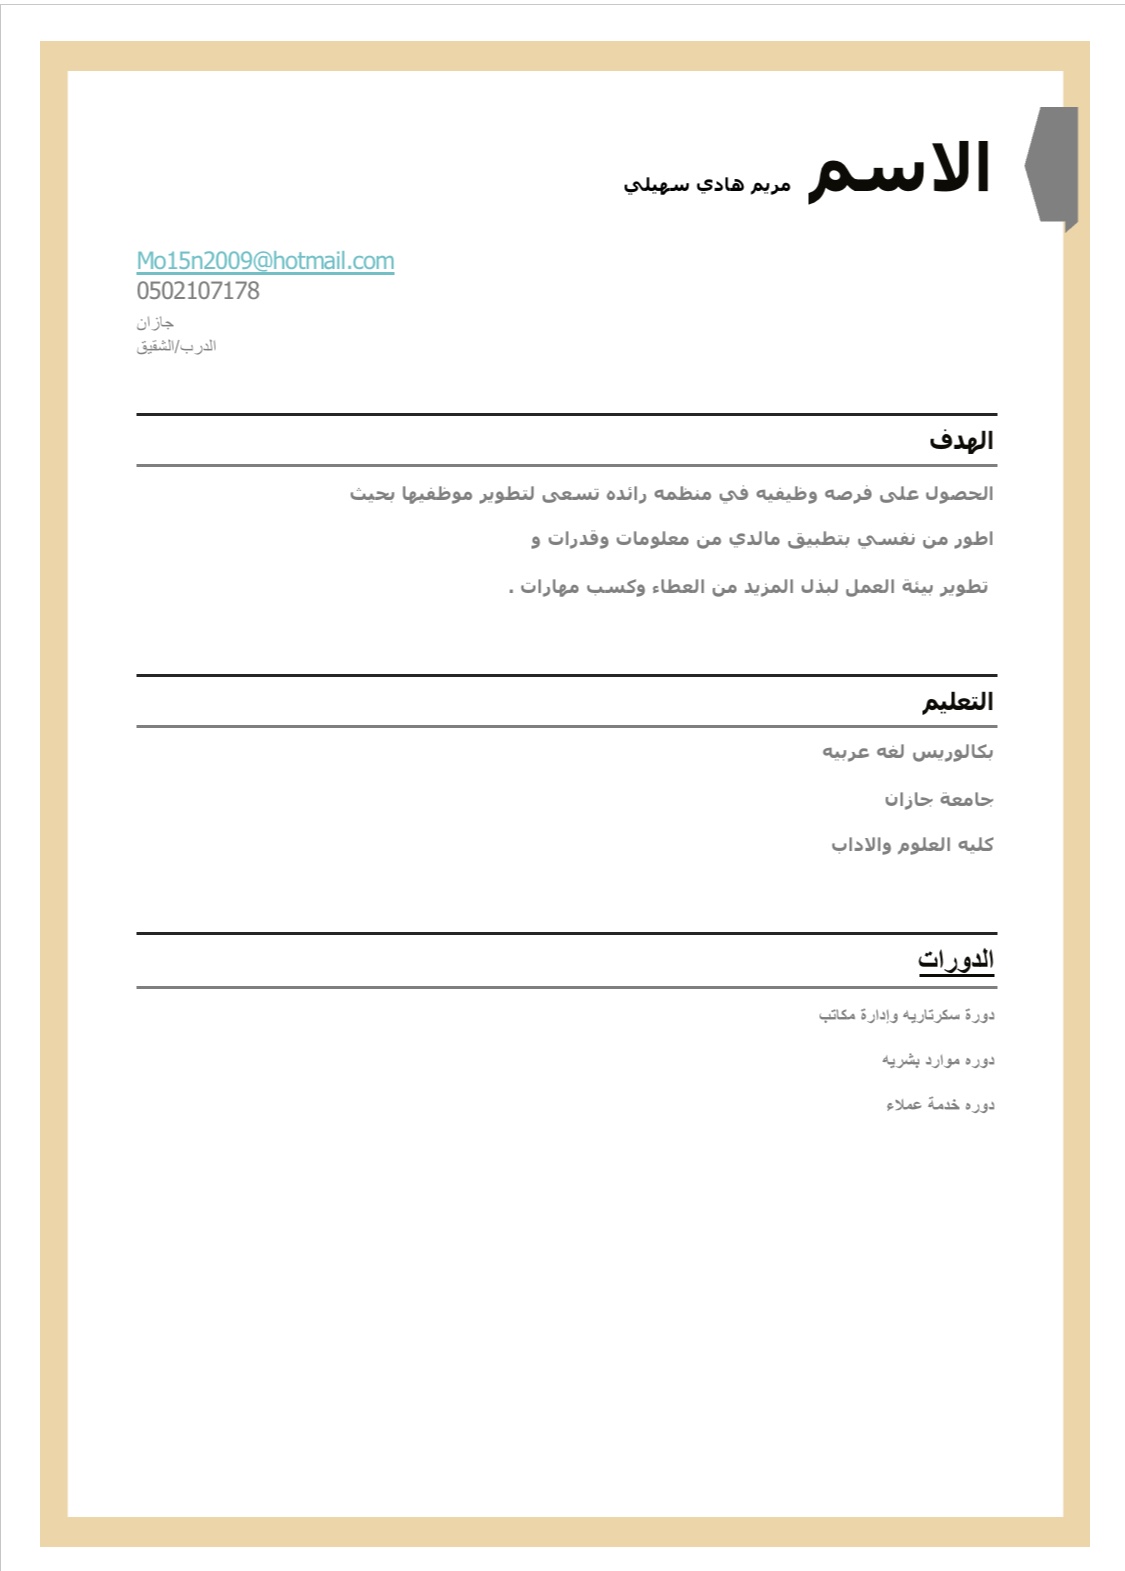 الاسم مريم هادي سهيلي
Mo15n2009@hotmail.com
0502107178
جازان
الدرب/الشقيق
الهدف
الحصول على فرصه وظيفيه في منظمه رائده تسعى لتطوير موظفيها بحيث
اطور من نفسي بتطبيق مالدي من معلومات وقدرات و
تطوير بيئة العمل لبذل المزيد من العطاء وكسب مهارات .
التعليم
بكالوريس لغه عربيه
جامعة جازان
كليه العلوم والاداب
الدورات
دورة سكرتاريه وإدارة مكاتب
دوره موارد بشريه
دوره خدمة عملاء